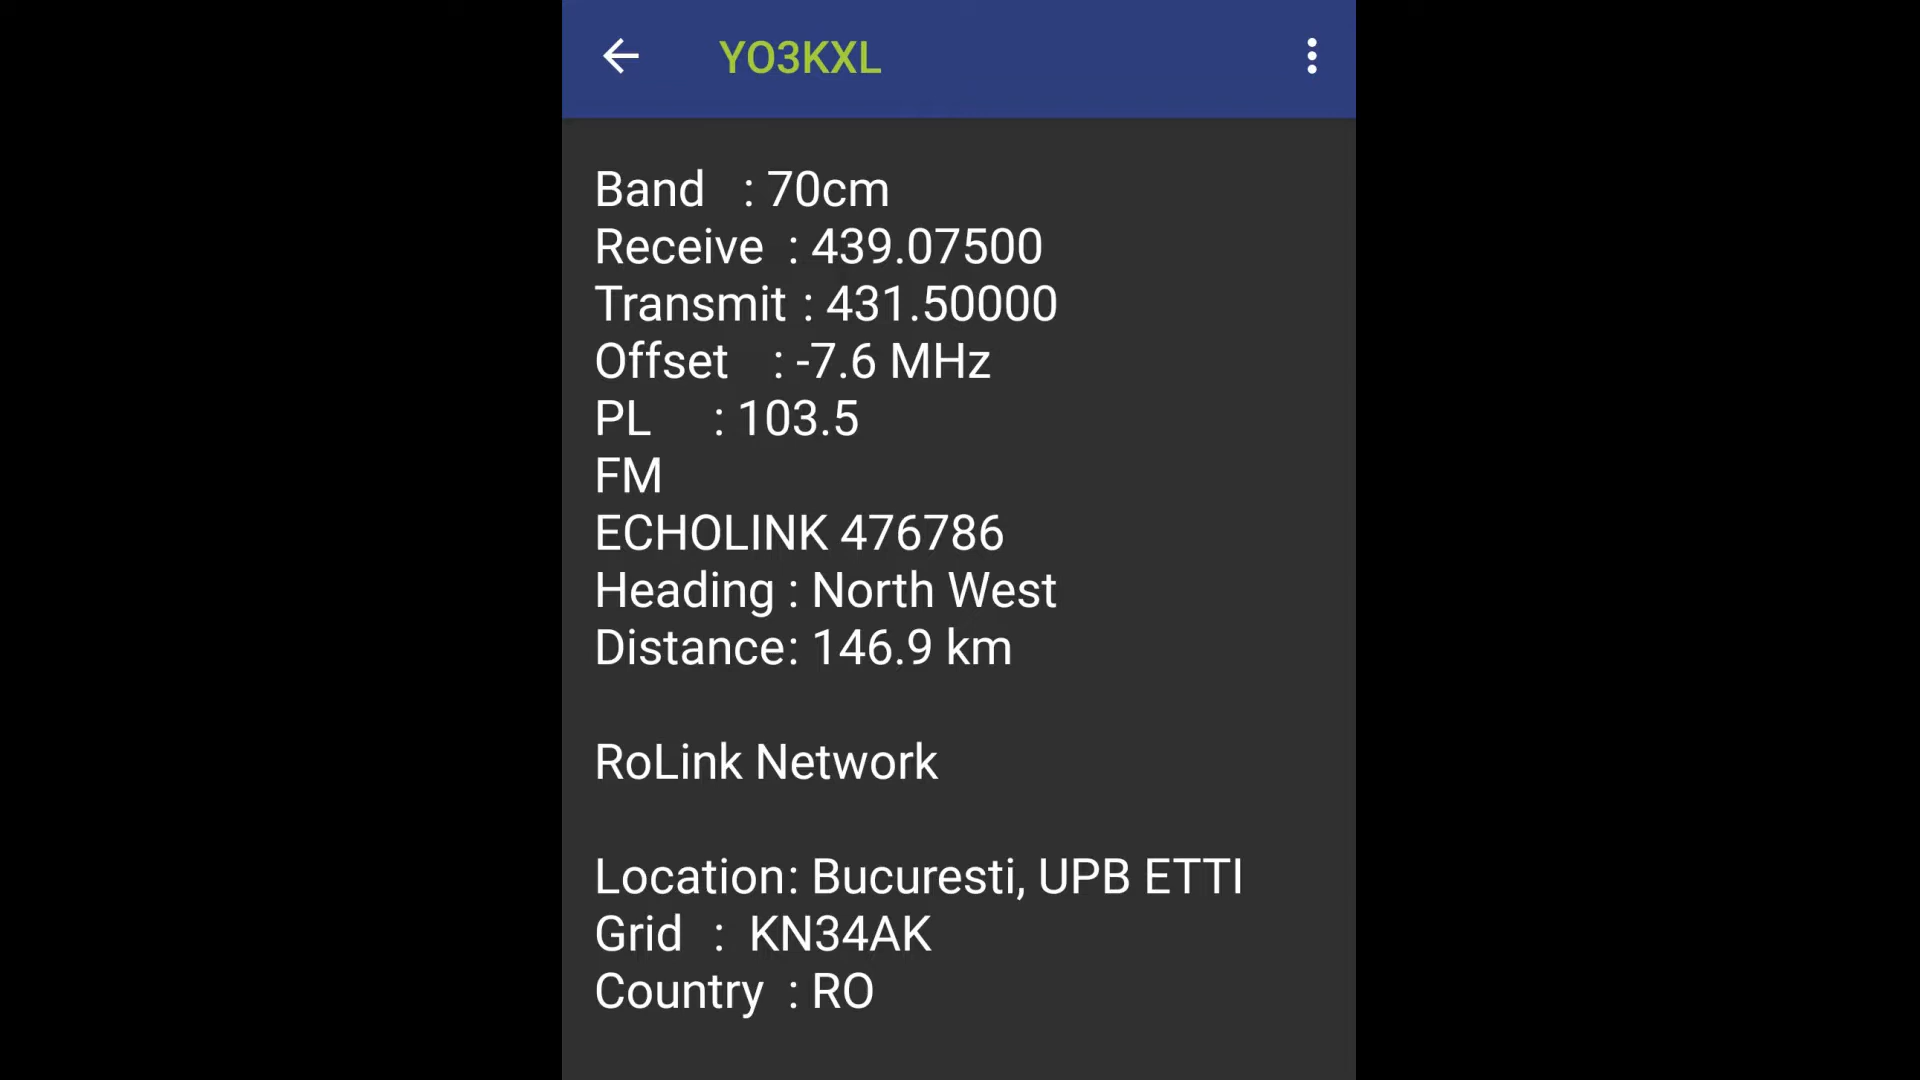 YO3KXL
Band : 70cm
Receive : 439.07500
Transmit : 431.50000
Offset : -7.6 MHz
PL : 103.5
FM
ECHOLINK 476786
Heading : North West
Distance: 146.9 km
RoLink Network
Location: Bucuresti, UPB ETTI
Grid : KN34AK
Country : RO